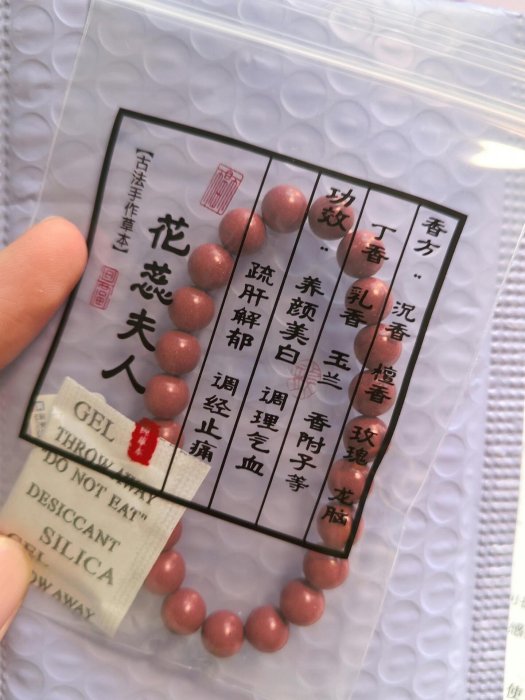 香方：沉香 檀香 玫瑰 龙脑
丁香 乳香 玉兰 香附子等
功效：养颜美白 调理气血
疏肝解郁 调经止痛
花蕊夫人
【古法手作草本】
GEL
THROW AWAY
DO NOT EAT"
DESICCANT
SILICA
GEL
THROW AWAY